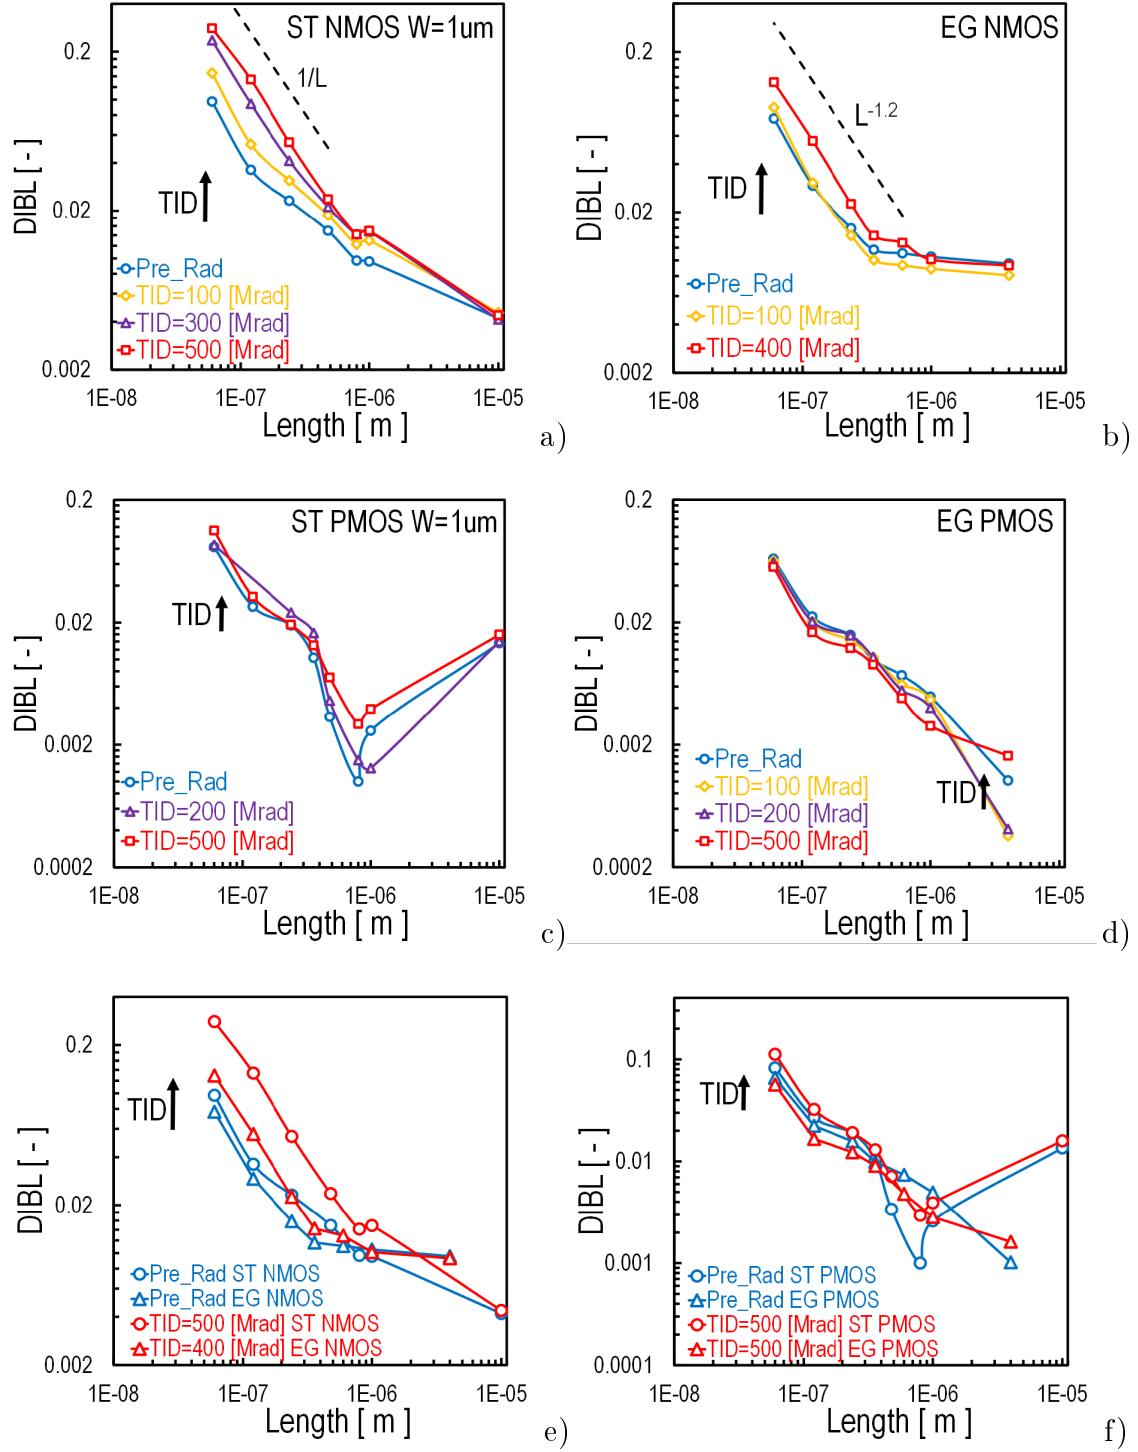 ST NMOS W=1um
0.2
1/L
DIBL [ - ]
TID
0.02
Pre_Rad
TID=100 [Mrad]
TID=300 [Mrad]
TID=500 [Mrad]
0.002
1E-08 1E-07 1E-06 1E-05
Length [ m ]
a)
EG NMOS
0.2
L-1.2
DIBL [ - ]
TID
0.02
Pre_Rad
TID=100 [Mrad]
TID=400 [Mrad]
0.002
1E-08 1E-07 1E-06 1E-05
Length [ m ]
b)
0.2
ST PMOS W=1um
TID
0.02
DIBL [ - ]
0.002
Pre_Rad
TID=200 [Mrad]
TID=500 [Mrad]
0.0002
1E-08 1E-07 1E-06 1E-05
Length [ m ]
c)
0.2
EG PMOS
0.02
DIBL [ - ]
0.002
Pre_Rad
TID=100 [Mrad]
TID=200 [Mrad]
TID=500 [Mrad]
TID
0.0002
1E-08 1E-07 1E-06 1E-05
Length [ m ]
d)
0.2
TID
DIBL [ - ]
0.02
Pre_Rad ST NMOS
Pre_Rad EG NMOS
TID=500 [Mrad] ST NMOS
TID=400 [Mrad] EG NMOS
0.002
1E-08 1E-07 1E-06 1E-05
Length [ m ]
e)
0.1
TID
DIBL [ - ]
0.01
0.001
Pre_Rad ST PMOS
Pre_Rad EG PMOS
TID=500 [Mrad] ST PMOS
TID=500 [Mrad] EG PMOS
0.0001
1E-08 1E-07 1E-06 1E-05
Length [ m ]
f)